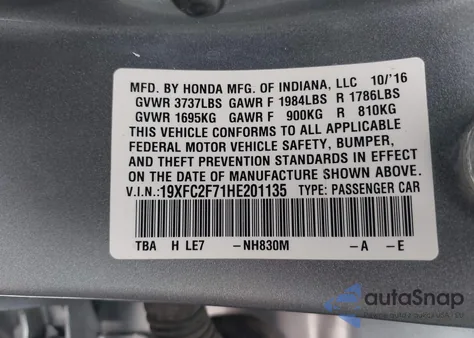 MFD. BY HONDA MFG. OF INDIANA, LLC 10/'16
GVWR 3737LBS GAWR F 1984LBS R 1786LBS
GVWR 1695KG GAWR F 900KG R 810KG
THIS VEHICLE CONFORMS TO ALL APPLICABLE
FEDERAL MOTOR VEHICLE SAFETY, BUMPER,
AND THEFT PREVENTION STANDARDS IN EFFECT
ON THE DATE OF MANUFACTURE SHOWN ABOVE.
V.I.N.: 19XFC2F71HE201135 TYPE: PASSENGER CAR
TBA H LE7 –NH830M –A –E
autoSnap